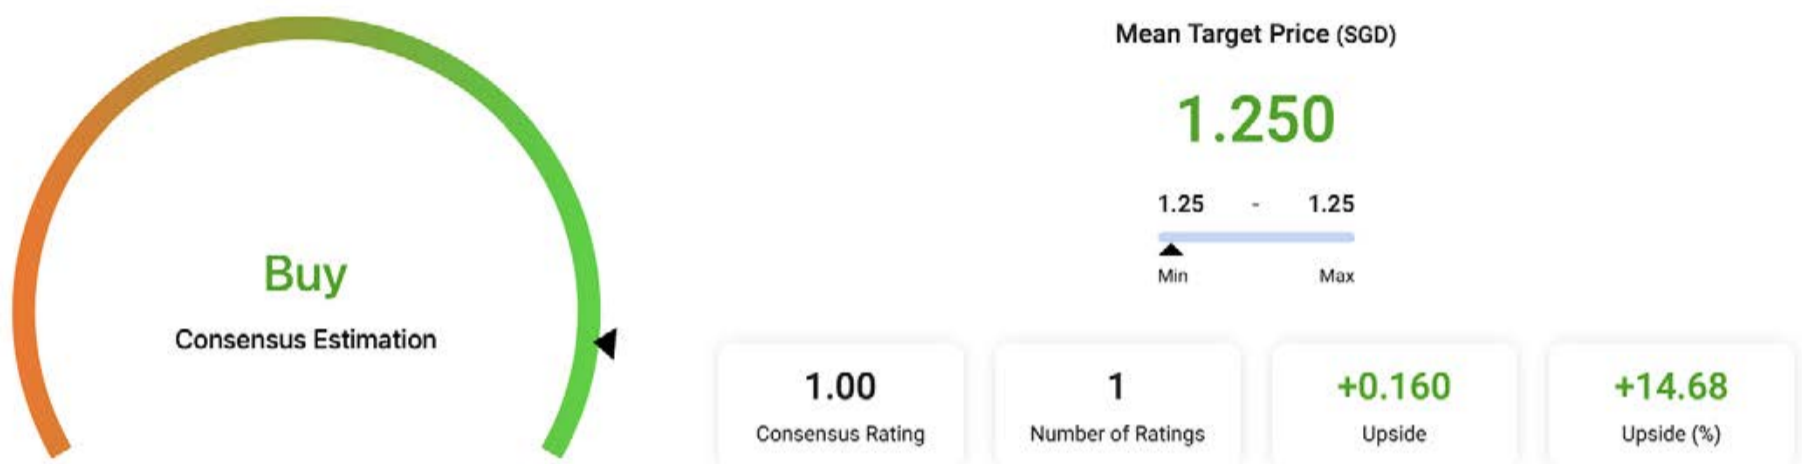 Buy
Consensus Estimation
Mean Target Price (SGD)
1.250
1.25 - 1.25
Min Max
1.00
Consensus Rating
1
Number of Ratings
+0.160
Upside
+14.68
Upside (%)